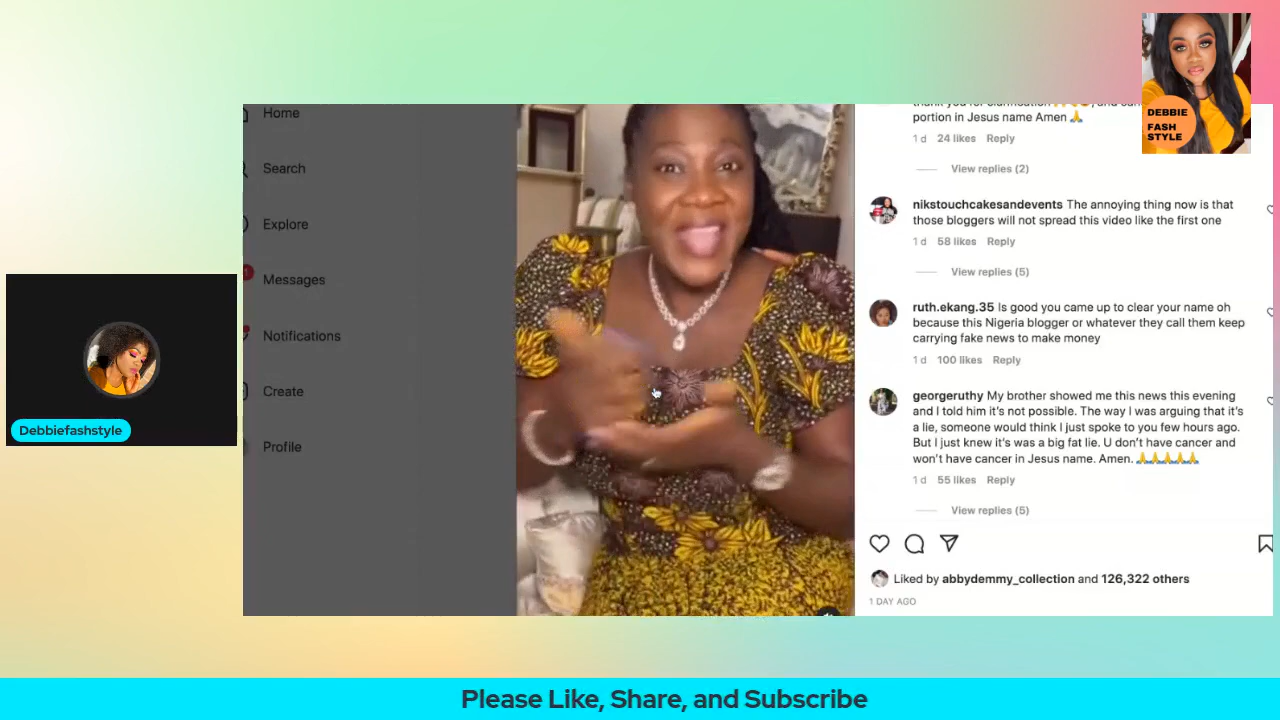 DEBBIE
FASH
STYLE
Home
Search
Explore
Messages
Notifications
Create
Profile
Debbiefashstyle
portion in Jesus name Amen 🙏
1 d 24 likes Reply
View replies (2)
nikstouchcakesandevents The annoying thing now is that
those bloggers will not spread this video like the first one
1 d 58 likes Reply
View replies (5)
ruth.ekang.35 Is good you came up to clear your name oh
because this Nigeria blogger or whatever they call them keep
carrying fake news to make money
1 d 100 likes Reply
georgeruthy My brother showed me this news this evening
and I told him it's not possible. The way I was arguing that it's
a lie, someone would think I just spoke to you few hours ago.
But I just knew it's was a big fat lie. U don't have cancer and
won't have cancer in Jesus name. Amen. 🙏🙏🙏🙏🙏
1 d 55 likes Reply
View replies (5)
Liked by abbydemmy_collection and 126,322 others
1 DAY AGO
Please Like, Share, and Subscribe